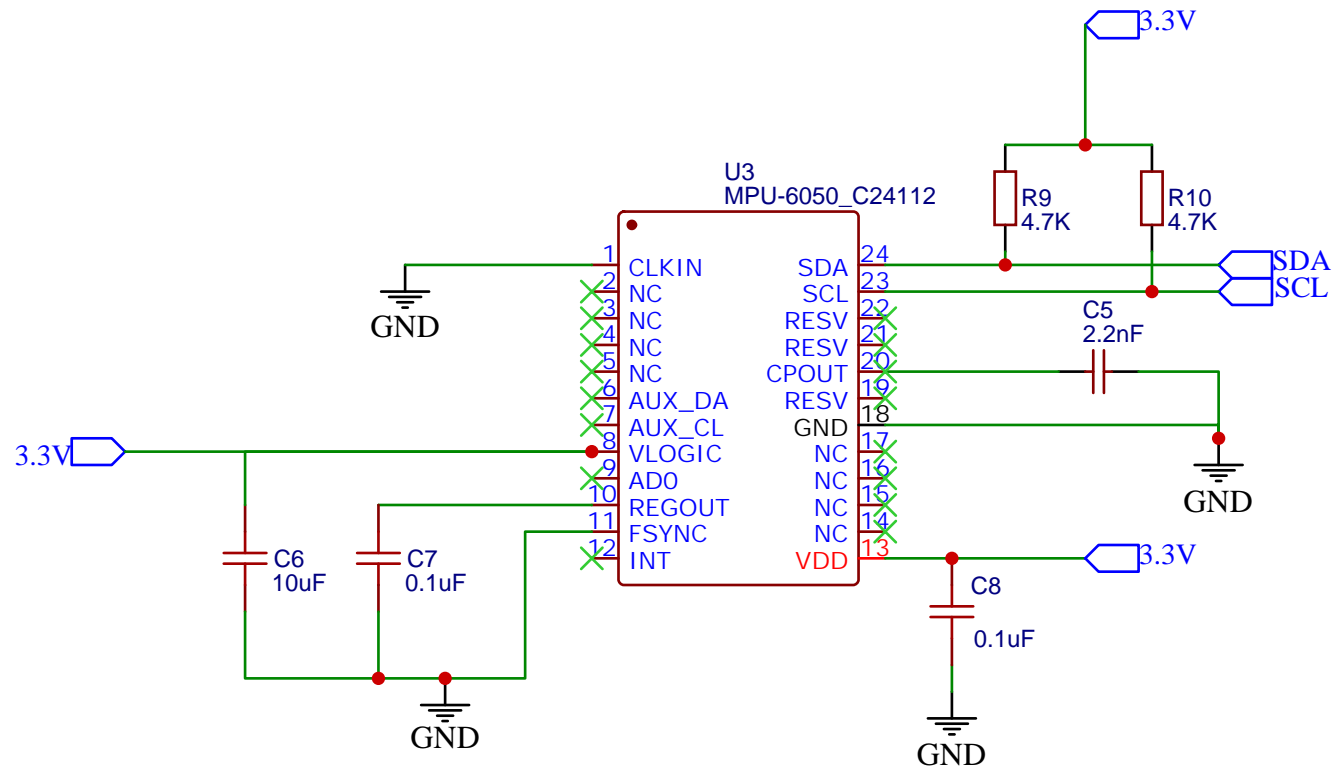 3.3V
U3
MPU-6050_C24112
R9
4.7K
R10
4.7K
1
CLKIN
SDA
24
SDA
2
NC
SCL
23
SCL
3
NC
RESV
22
GND
4
NC
RESV
21
C5
2.2nF
5
NC
CPOUT
20
6
AUX_DA
RESV
19
7
AUX_CL
GND
18
3.3V
8
VLOGIC
NC
17
9
AD0
NC
16
GND
10
REGOUT
NC
15
11
FSYNC
NC
14
12
INT
VDD
13
3.3V
C6
10uF
C7
0.1uF
C8
0.1uF
GND
GND